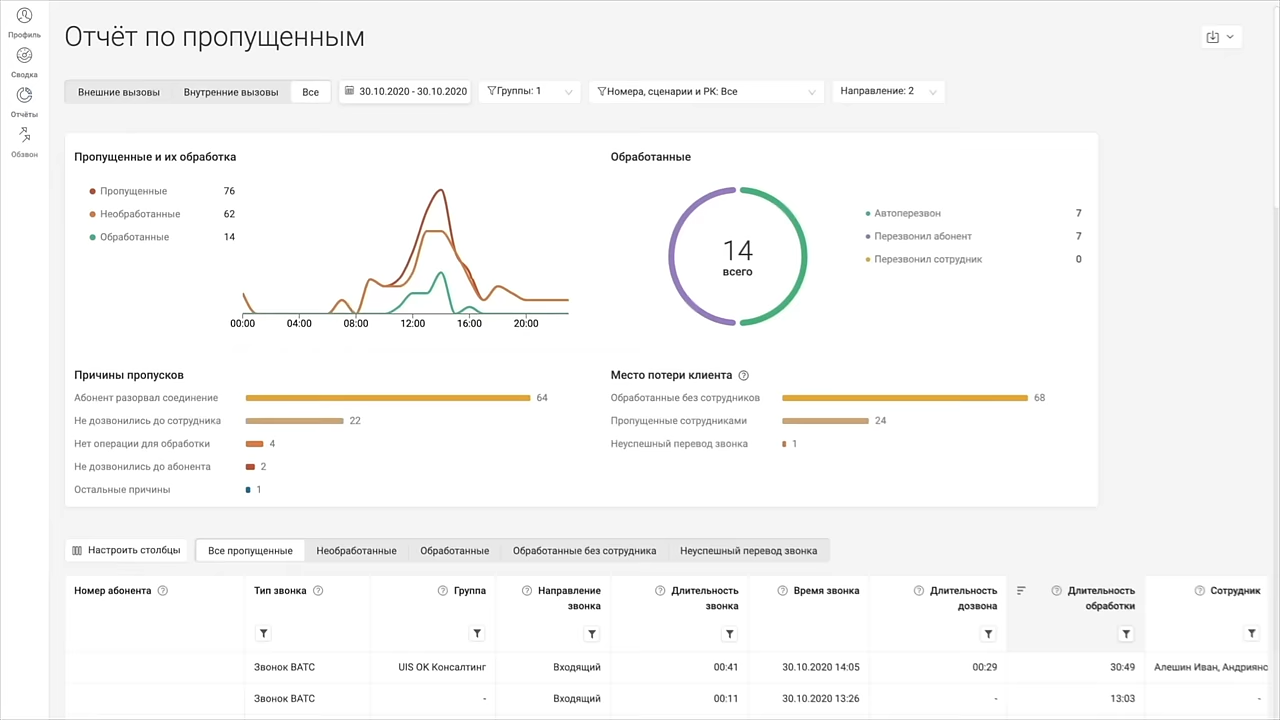 Профиль
Сводка
Отчёты
Обзвон
Отчёт по пропущенным
Внешние вызовы Внутренние вызовы Все 30.10.2020 - 30.10.2020 Группы: 1 Номера, сценарии и РК: Все Направление: 2
Пропущенные и их обработка
Пропущенные 76
Необработанные 62
Обработанные 14
00:00 04:00 08:00 12:00 16:00 20:00
Обработанные
14
всего
Автоперезвон 7
Перезвонил абонент 7
Перезвонил сотрудник 0
Причины пропусков
Абонент разорвал соединение 64
Не дозвонились до сотрудника 22
Нет операции для обработки 4
Не дозвонились до абонента 2
Остальные причины 1
Место потери клиента ?
Обработанные без сотрудников 68
Пропущенные сотрудниками 24
Неуспешный перевод звонка 1
Настроить столбцы Все пропущенные Необработанные Обработанные Обработанные без сотрудника Неуспешный перевод звонка
Номер абонента ? Тип звонка ? ? Группа ? Направление звонка ? Длительность звонка ? Время звонка ? Длительность дозвона ? Длительность обработки ? Сотрудник
Звонок ВАТС UIS ОК Консалтинг Входящий 00:41 30.10.2020 14:05 00:29 30:49 Алешин Иван, Андриянс
Звонок ВАТС - Входящий 00:11 30.10.2020 13:26 - 13:03 -